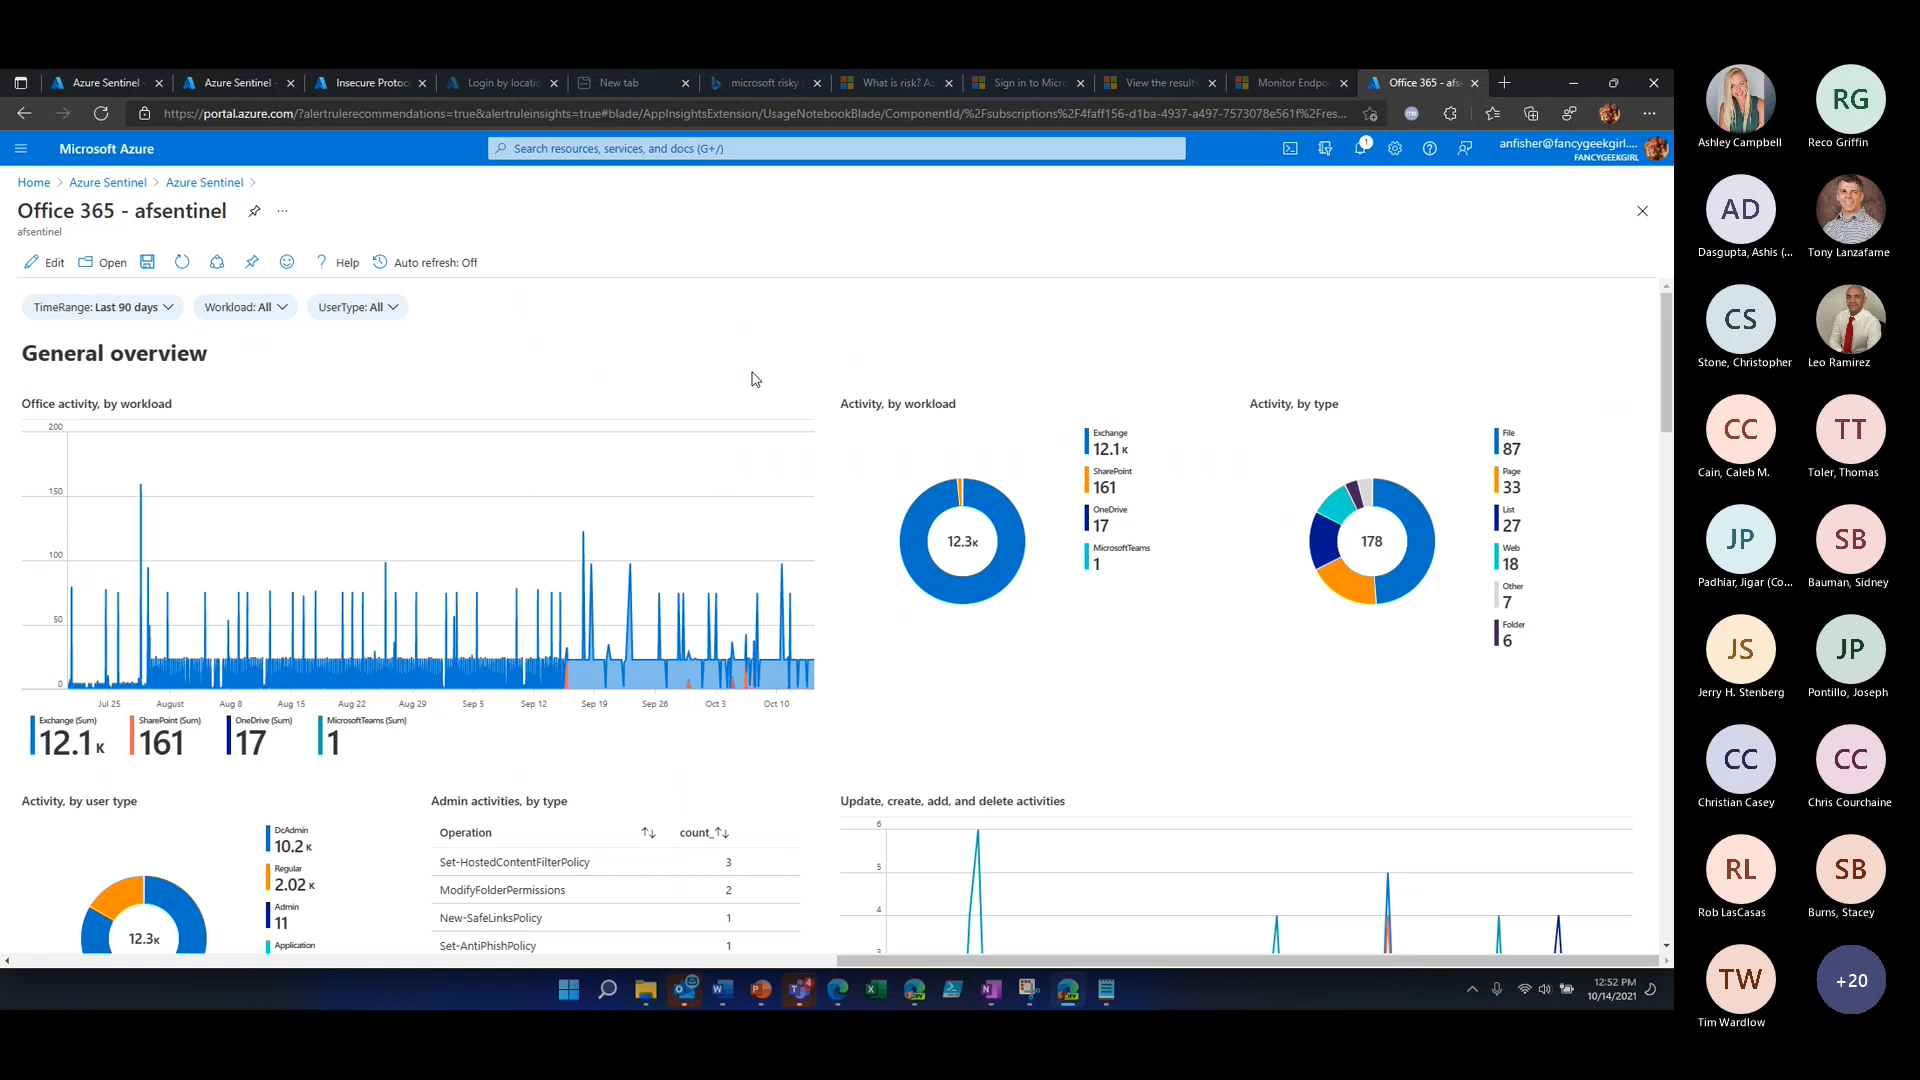 Azure Sentinel -
Azure Sentinel -
Insecure Protoc
Login by locatio
New tab
microsoft risky
What is risk? Az
Sign in to Micro
View the results
Monitor Endpo
Office 365 - afs
https://portal.azure.com/?alertrulerecommendations=true&alertruleinsights=true#blade/AppInsightsExtension/UsageNotebookBlade/ComponentId/%2Fsubscriptions%2F4faff156-d1ba-4937-a497-7573078e561f%2Fres...
Microsoft Azure
Search resources, services, and docs (G+/)
1
anfisher@fancygeekgirl....
FANCYGEEKGIRL
Home > Azure Sentinel > Azure Sentinel >
Office 365 - afsentinel
afsentinel
Edit
Open
Help
Auto refresh: Off
TimeRange: Last 90 days
Workload: All
UserType: All
General overview
Office activity, by workload
200
150
100
50
0
Jul 25
August
Aug 8
Aug 15
Aug 22
Aug 29
Sep 5
Sep 12
Sep 19
Sep 26
Oct 3
Oct 10
Exchange (Sum)
12.1 K
SharePoint (Sum)
161
OneDrive (Sum)
17
MicrosoftTeams (Sum)
1
Activity, by workload
12.3K
Exchange
12.1 K
SharePoint
161
OneDrive
17
MicrosoftTeams
1
Activity, by type
178
File
87
Page
33
List
27
Web
18
Other
7
Folder
6
Activity, by user type
12.3K
DcAdmin
10.2 K
Regular
2.02 K
Admin
11
Application
Admin activities, by type
Operation
count_
Set-HostedContentFilterPolicy
3
ModifyFolderPermissions
2
New-SafeLinksPolicy
1
Set-AntiPhishPolicy
1
Update, create, add, and delete activities
6
5
4
3
4
12:52 PM
10/14/2021
Ashley Campbell
RG
Reco Griffin
AD
Dasgupta, Ashis (...
Tony Lanzafame
CS
Stone, Christopher
Leo Ramirez
CC
Cain, Caleb M.
TT
Toler, Thomas
JP
Padhiar, Jigar (Co...
SB
Bauman, Sidney
JS
Jerry H. Stenberg
JP
Pontillo, Joseph
CC
Christian Casey
CC
Chris Courchaine
RL
Rob LasCasas
SB
Burns, Stacey
TW
Tim Wardlow
+20